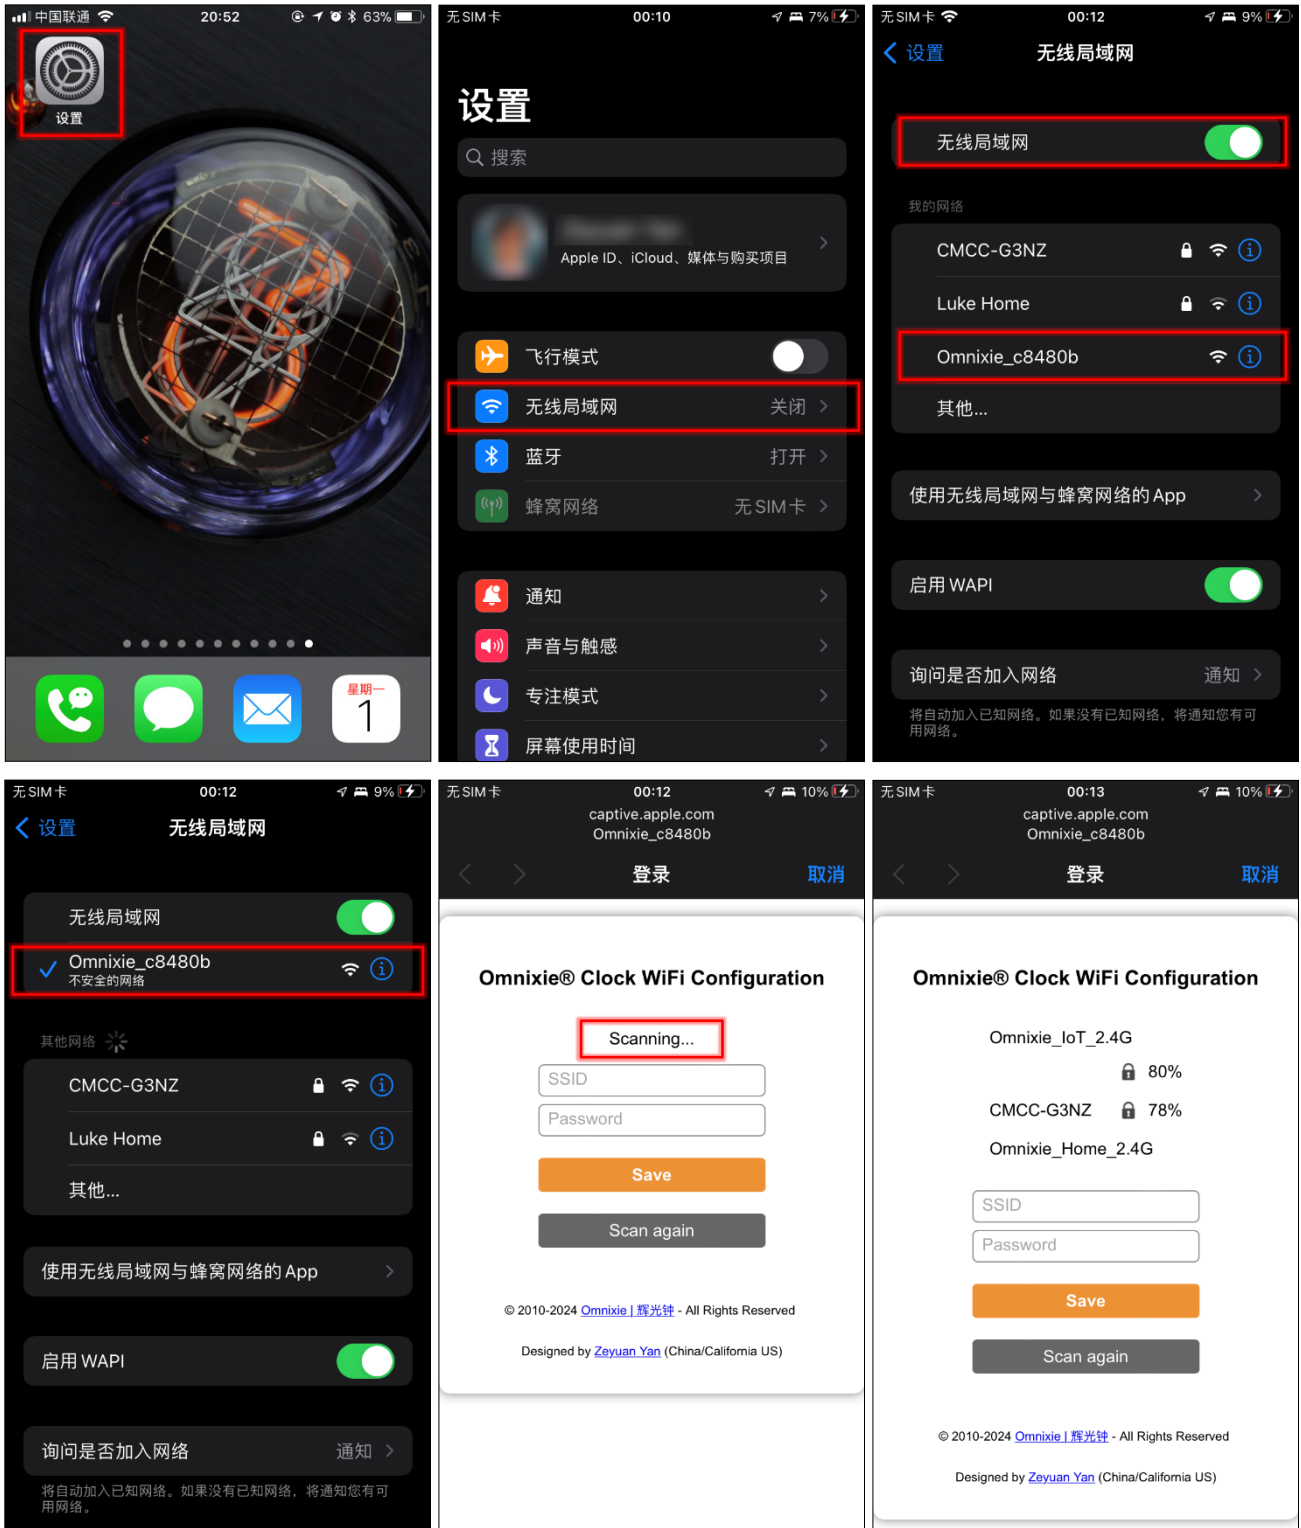 中国联通
20:52
63%
设置
星期一
1
无SIM卡
00:10
7%
设置
搜索
Apple ID、iCloud、媒体与购买项目
飞行模式
无线局域网
关闭
蓝牙
打开
蜂窝网络
无SIM卡
通知
声音与触感
专注模式
屏幕使用时间
无SIM卡
00:12
9%
设置
无线局域网
无线局域网
我的网络
CMCC-G3NZ
Luke Home
Omnixie_c8480b
其他...
使用无线局域网与蜂窝网络的App
启用WAPI
询问是否加入网络
通知
将自动加入已知网络。如果没有已知网络，将通知您有可
用网络。
无SIM卡
00:12
9%
设置
无线局域网
无线局域网
Omnixie_c8480b
不安全的网络
其他网络
CMCC-G3NZ
Luke Home
其他...
使用无线局域网与蜂窝网络的App
启用WAPI
询问是否加入网络
通知
将自动加入已知网络。如果没有已知网络，将通知您有可
用网络。
无SIM卡
00:12
10%
captive.apple.com
Omnixie_c8480b
登录
取消
Omnixie® Clock WiFi Configuration
Scanning...
SSID
Password
Save
Scan again
© 2010-2024 Omnixie | 辉光钟 - All Rights Reserved
Designed by Zeyuan Yan (China/California US)
无SIM卡
00:13
10%
captive.apple.com
Omnixie_c8480b
登录
取消
Omnixie® Clock WiFi Configuration
Omnixie_IoT_2.4G
80%
CMCC-G3NZ
78%
Omnixie_Home_2.4G
SSID
Password
Save
Scan again
© 2010-2024 Omnixie | 辉光钟 - All Rights Reserved
Designed by Zeyuan Yan (China/California US)